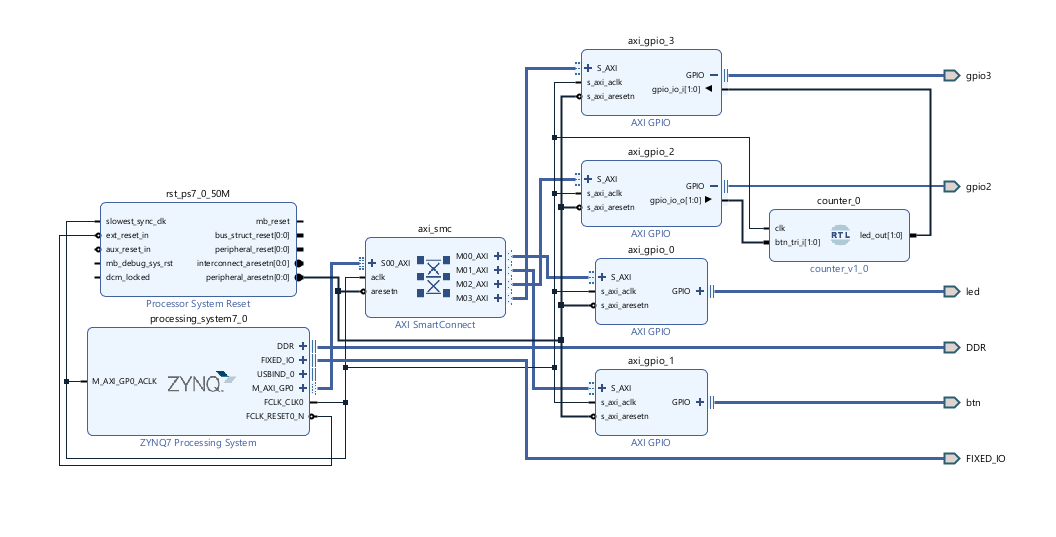 axi_gpio_3
S_AXI
s_axi_aclk
s_axi_aresetn
GPIO
gpio_io_i[1:0]
AXI GPIO
gpio3
axi_gpio_2
S_AXI
s_axi_aclk
s_axi_aresetn
GPIO
gpio_io_o[1:0]
AXI GPIO
gpio2
rst_ps7_0_50M
slowest_sync_clk
ext_reset_in
aux_reset_in
mb_debug_sys_rst
dcm_locked
mb_reset
bus_struct_reset[0:0]
peripheral_reset[0:0]
interconnect_aresetn[0:0]
peripheral_aresetn[0:0]
Processor System Reset
counter_0
clk
btn_tri_i[1:0]
RTL
led_out[1:0]
counter_v1_0
axi_smc
S00_AXI
aclk
aresetn
M00_AXI
M01_AXI
M02_AXI
M03_AXI
AXI SmartConnect
axi_gpio_0
S_AXI
s_axi_aclk
s_axi_aresetn
GPIO
AXI GPIO
led
processing_system7_0
M_AXI_GP0_ACLK
ZYNQ
DDR
FIXED_IO
USBIND_0
M_AXI_GP0
FCLK_CLK0
FCLK_RESET0_N
ZYNQ7 Processing System
DDR
axi_gpio_1
S_AXI
s_axi_aclk
s_axi_aresetn
GPIO
AXI GPIO
btn
FIXED_IO